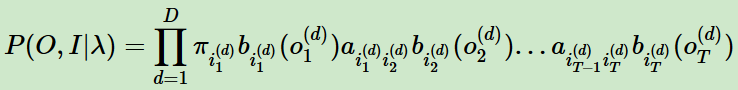 P(O, I|λ) = ∏_{d=1}^{D} π_{i_1^{(d)}} b_{i_1^{(d)}}(o_1^{(d)}) a_{i_1^{(d)} i_2^{(d)}} b_{i_2^{(d)}}(o_2^{(d)}) … a_{i_{T-1}^{(d)} i_T^{(d)}} b_{i_T^{(d)}}(o_T^{(d)})